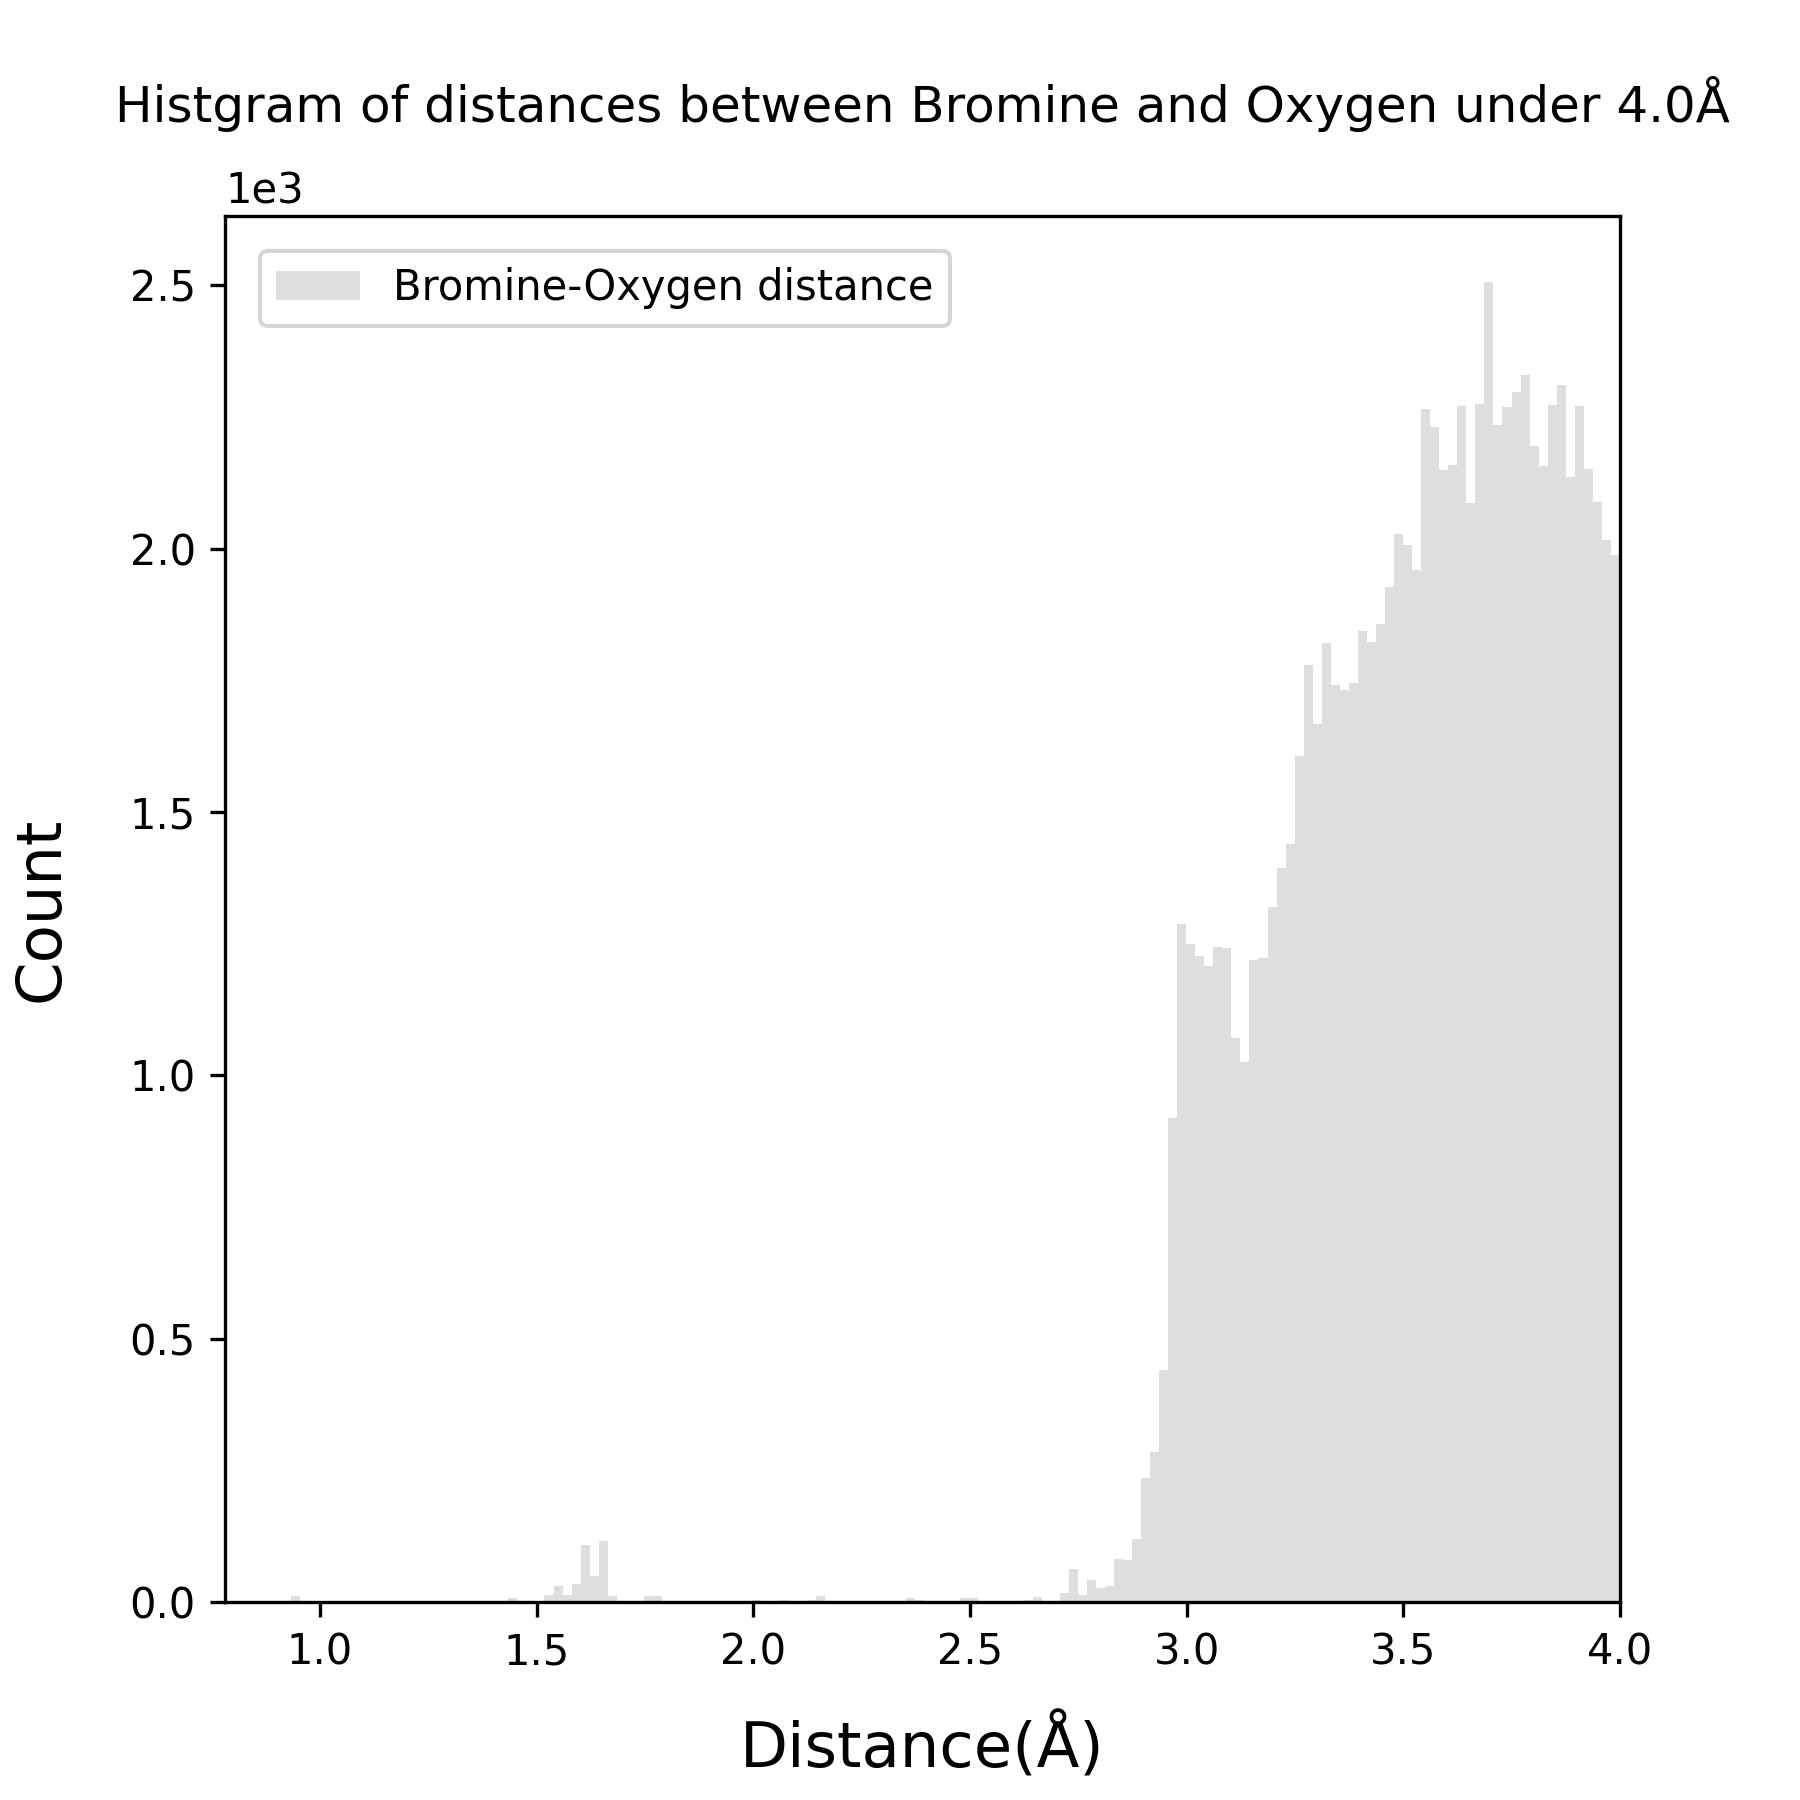 Histgram of distances between Bromine and Oxygen under 4.0Å
1e3
Bromine-Oxygen distance
2.5
2.0
1.5
1.0
0.5
0.0
Count
1.0 1.5 2.0 2.5 3.0 3.5 4.0
Distance(Å)